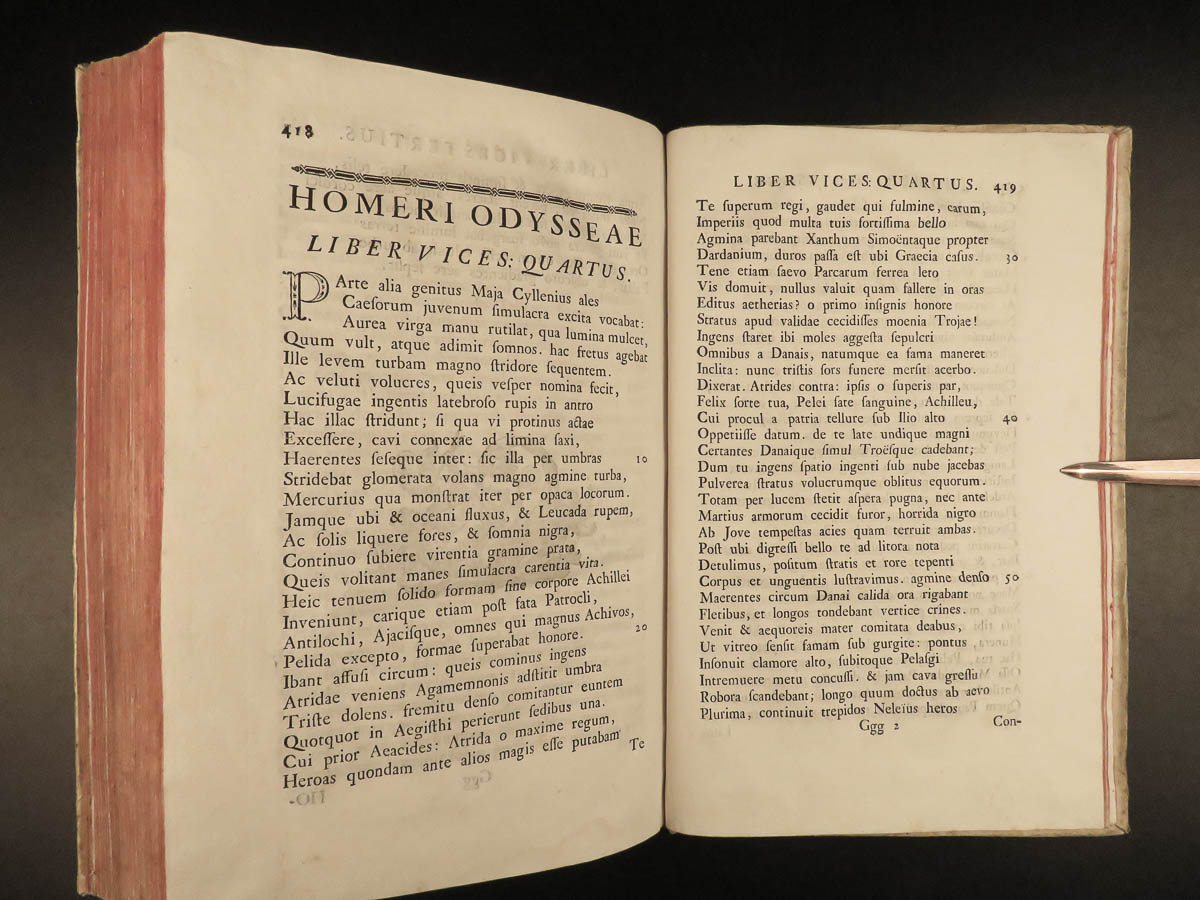 418
HOMERI ODYSSEAE
LIBER VICES: QUARTUS.
PArte alia genitus Maja Cyllenius ales
Caeſorum juvenum ſimulacra excita vocabat:
Aurea virga manu rutilat, qua lumina mulcet,
Quum vult, atque adimit ſomnos. hac fretus agebat
Ille levem turbam magno ſtridore ſequentem.
Ac veluti volucres, queis veſper nomina fecit,
Lucifugae ingentis latebroſo rupis in antro
Hac illac ſtridunt; ſi qua vi protinus actae
Exceſſere, cavi connexae ad limina ſaxi,
Haerentes ſeſeque inter: ſic illa per umbras 10
Stridebat glomerata volans magno agmine turba,
Mercurius qua monſtrat iter per opaca locorum.
Jamque ubi & oceani fluxus, & Leucada rupem,
Ac ſolis liquere fores, & ſomnia nigra,
Continuo ſubiere virentia gramine prata,
Queis volitant manes ſimulacra carentia vita.
Heic tenuem ſolido formam ſine corpore Achillei
Inveniunt, carique etiam poſt fata Patrocli,
Antilochi, Ajaciſque, omnes qui magnus Achivos,
Pelida excepto, formae ſuperabat honore. 20
Ibant affuſi circum: queis cominus ingens
Atridae veniens Agamemnonis adſtitit umbra
Triſte dolens. fremitu denſo comitantur euntem
Quotquot in Aegiſthi perierunt ſedibus una.
Cui prior Aeacides: Atrida o maxime regum,
Heroas quondam ante alios magis eſſe putabam
Te
LIBER VICES: QUARTUS. 419
Te ſuperum regi, gaudet qui fulmine, carum,
Imperiis quod multa tuis fortiſſima bello
Agmina parebant Xanthum Simoëntaque propter
Dardanium, duros paſſa eſt ubi Graecia caſus. 30
Tene etiam ſaevo Parcarum ferrea leto
Vis domuit, nullus valuit quam fallere in oras
Editus aetherias? o primo inſignis honore
Stratus apud validae cecidiſſes moenia Trojae!
Ingens ſtaret ibi moles aggeſta ſepulcri
Omnibus a Danais, natumque ea fama maneret
Inclita: nunc triſtis ſors funere merſit acerbo.
Dixerat. Atrides contra: ipſis o ſuperis par,
Felix ſorte tua, Pelei ſate ſanguine, Achilleu,
Cui procul a patria tellure ſub Ilio alto 40
Oppetiiſſe datum. de te late undique magni
Certantes Danaique ſimul Troëſque cadebant;
Dum tu ingens ſpatio ingenti ſub nube jacebas
Pulverea ſtratus volucrumque oblitus equorum.
Totam per lucem ſtetit aſpera pugna, nec ante
Martius armorum cecidit furor, horrida nigro
Ab Jove tempeſtas acies quam terruit ambas.
Poſt ubi digreſſi bello te ad litora nota
Detulimus, poſitum ſtratis et rore tepenti
Corpus et unguentis luſtravimus. agmine denſo 50
Maerentes circum Danai calida ora rigabant
Fletibus, et longos tondebant vertice crines.
Venit & aequoreis mater comitata deabus,
Ut vitreo ſenſit famam ſub gurgite: pontus
Inſonuit clamore alto, ſubitoque Pelaſgi
Intremuere metu concuſſi. & jam cava greſſu
Robora ſcandebant; longo quum doctus ab aevo
Plurima, continuit trepidos Neleïus heros
Ggg 2 Con-